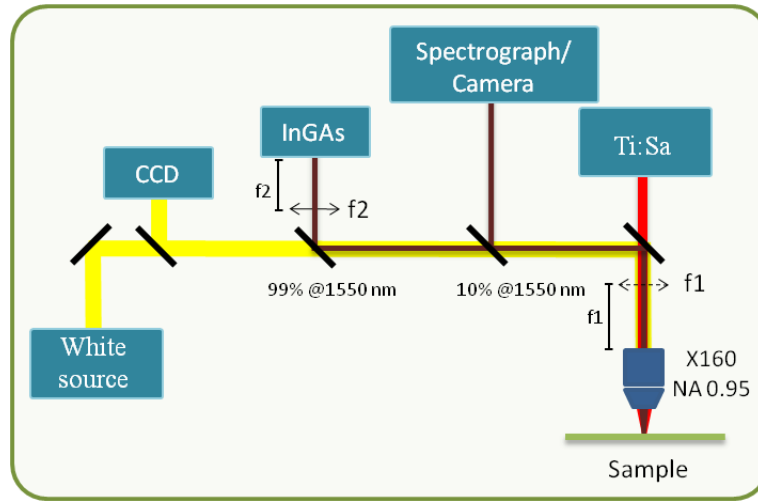 Spectrograph/
Camera
InGAs
Ti:Sa
CCD
f2
f2
99% @1550 nm
10% @1550 nm
f1
f1
White
source
X160
NA 0.95
Sample